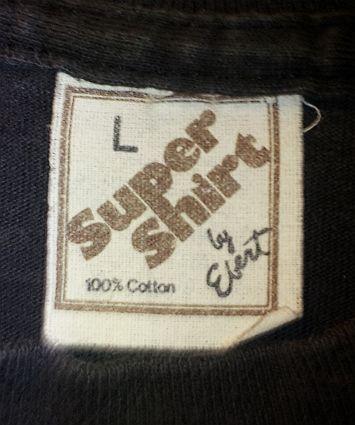 L
Super
Shirt
by
Ebert
100% Cotton